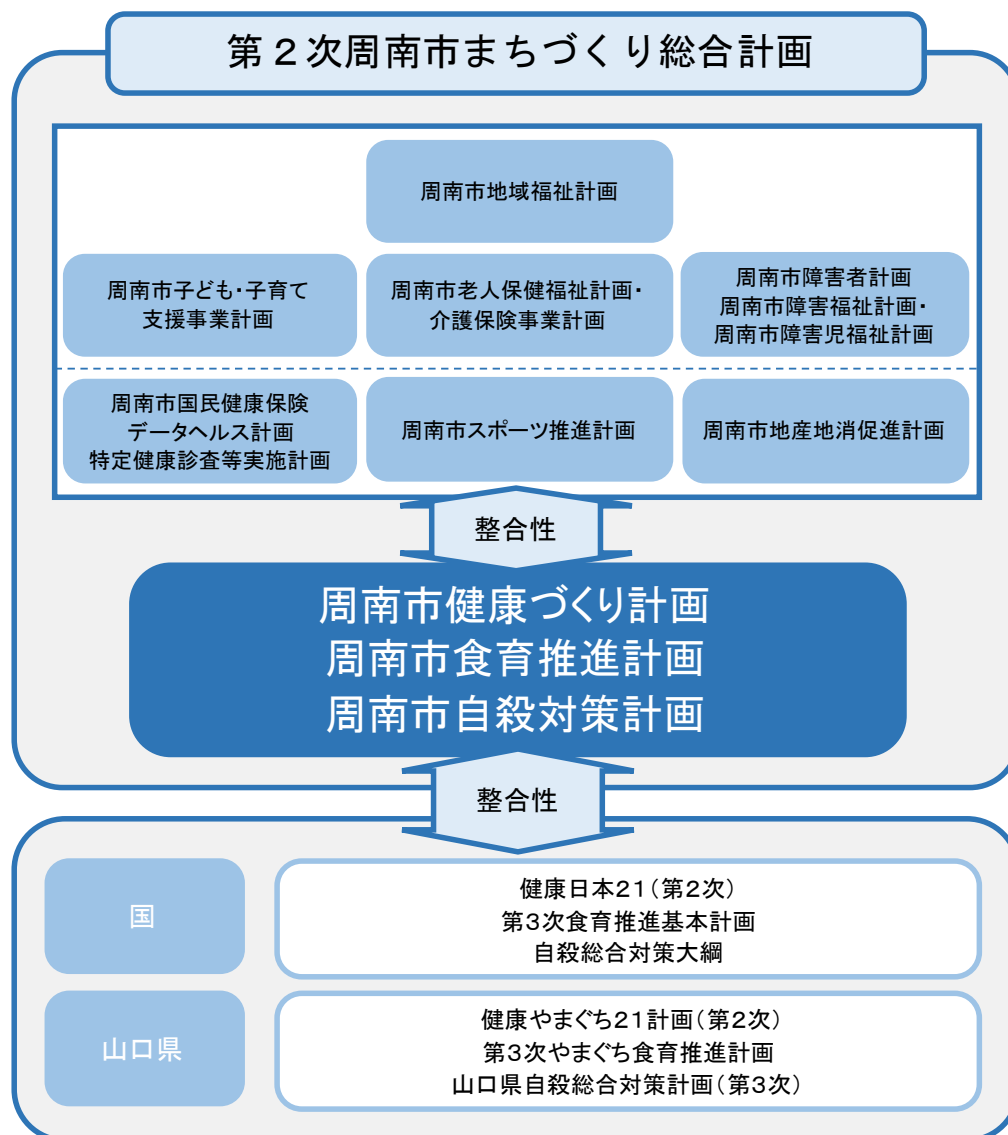 第2次周南市まちづくり総合計画
周南市地域福祉計画
周南市子ども・子育て
支援事業計画
周南市老人保健福祉計画・
介護保険事業計画
周南市障害者計画
周南市障害福祉計画・
周南市障害児福祉計画
周南市国民健康保険
データヘルス計画
特定健康診査等実施計画
周南市スポーツ推進計画
周南市地産地消促進計画
整合性
周南市健康づくり計画
周南市食育推進計画
周南市自殺対策計画
整合性
国
健康日本21(第2次)
第3次食育推進基本計画
自殺総合対策大綱
山口県
健康やまぐち21計画(第2次)
第3次やまぐち食育推進計画
山口県自殺総合対策計画(第3次)